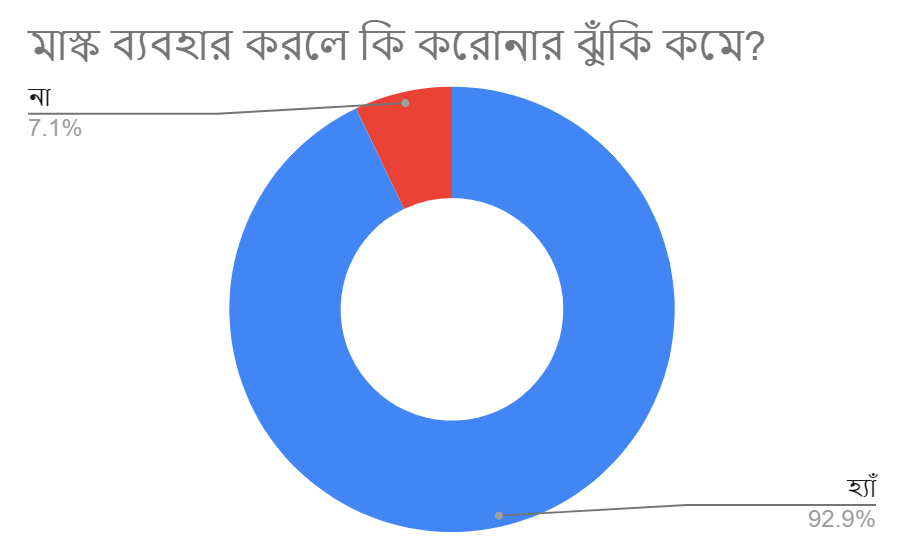 মাস্ক ব্যবহার করলে কি করোনার ঝুঁকি কমে?
না
7.1%
হ্যাঁ
92.9%